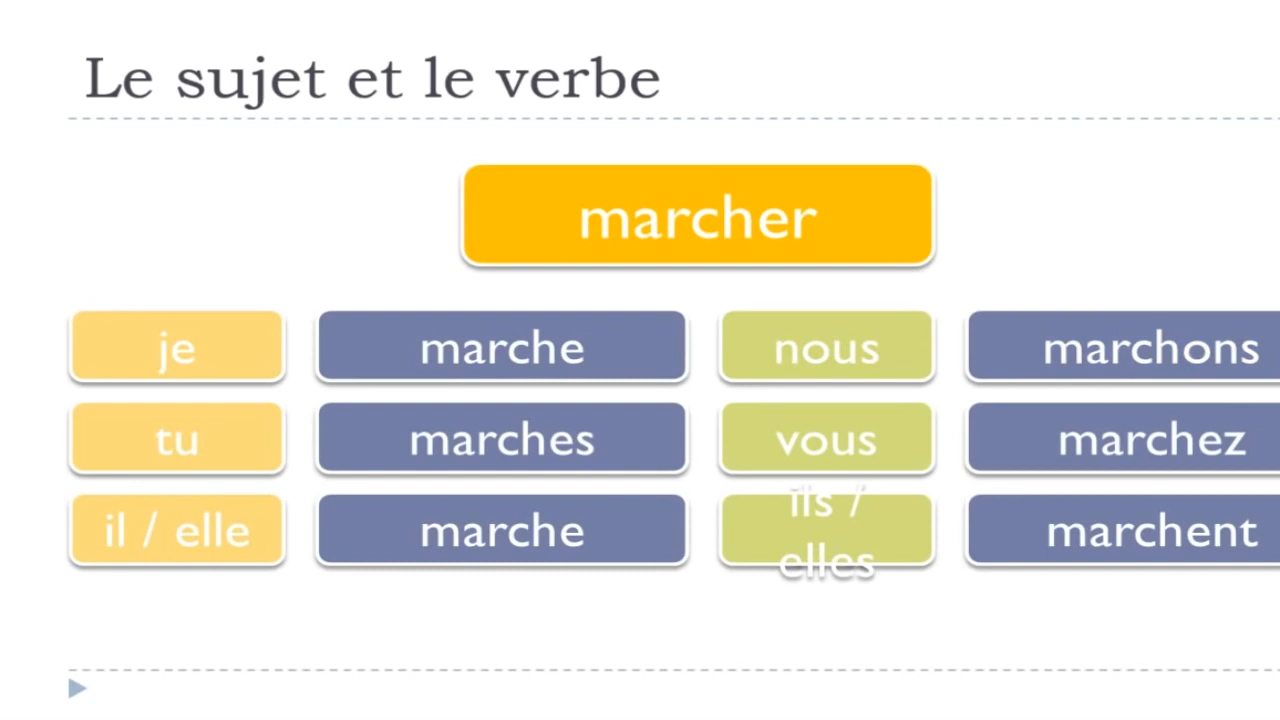 Le sujet et le verbe
marcher
je marche nous marchons
tu marches vous marchez
il / elle marche ils / elles marchent